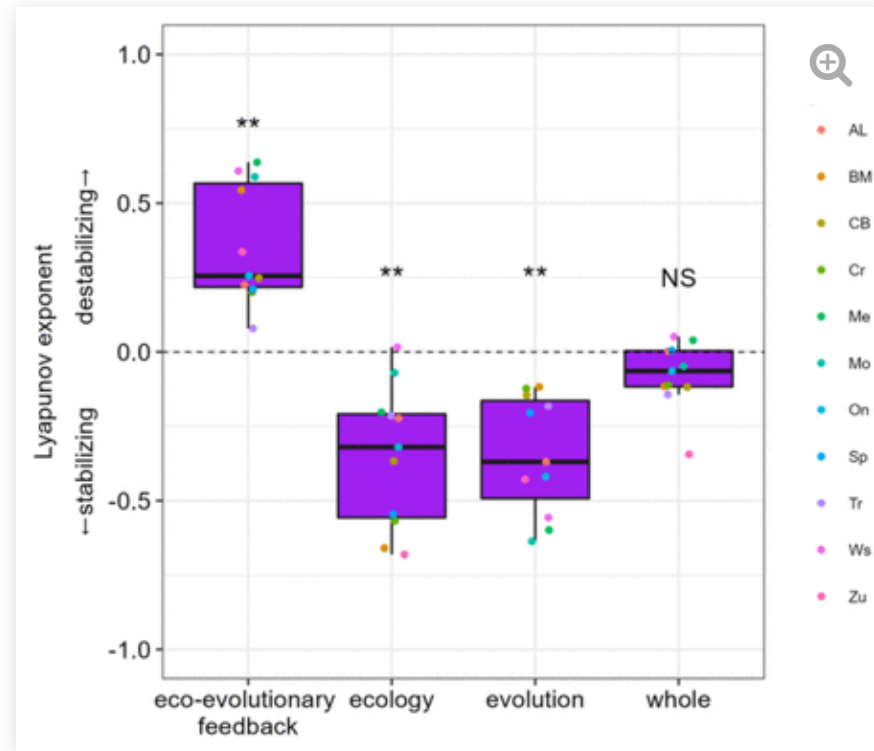 Lyapunov exponent
←stabilizing
destabilizing→
1.0
0.5
0.0
-0.5
-1.0
**
**
**
NS
eco-evolutionary
feedback
ecology
evolution
whole
AL
BM
CB
Cr
Me
Mo
On
Sp
Tr
Ws
Zu